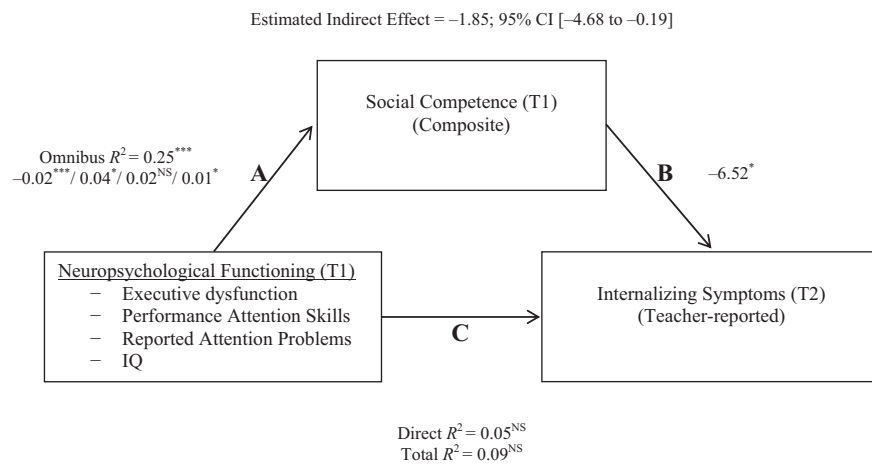 Estimated Indirect Effect = –1.85; 95% CI [–4.68 to –0.19]
Social Competence (T1)
(Composite)
Omnibus R² = 0.25***
–0.02***/ 0.04*/ 0.02NS/ 0.01*
A
B
–6.52*
Neuropsychological Functioning (T1)
– Executive dysfunction
– Performance Attention Skills
– Reported Attention Problems
– IQ
Internalizing Symptoms (T2)
(Teacher-reported)
C
Direct R² = 0.05NS
Total R² = 0.09NS